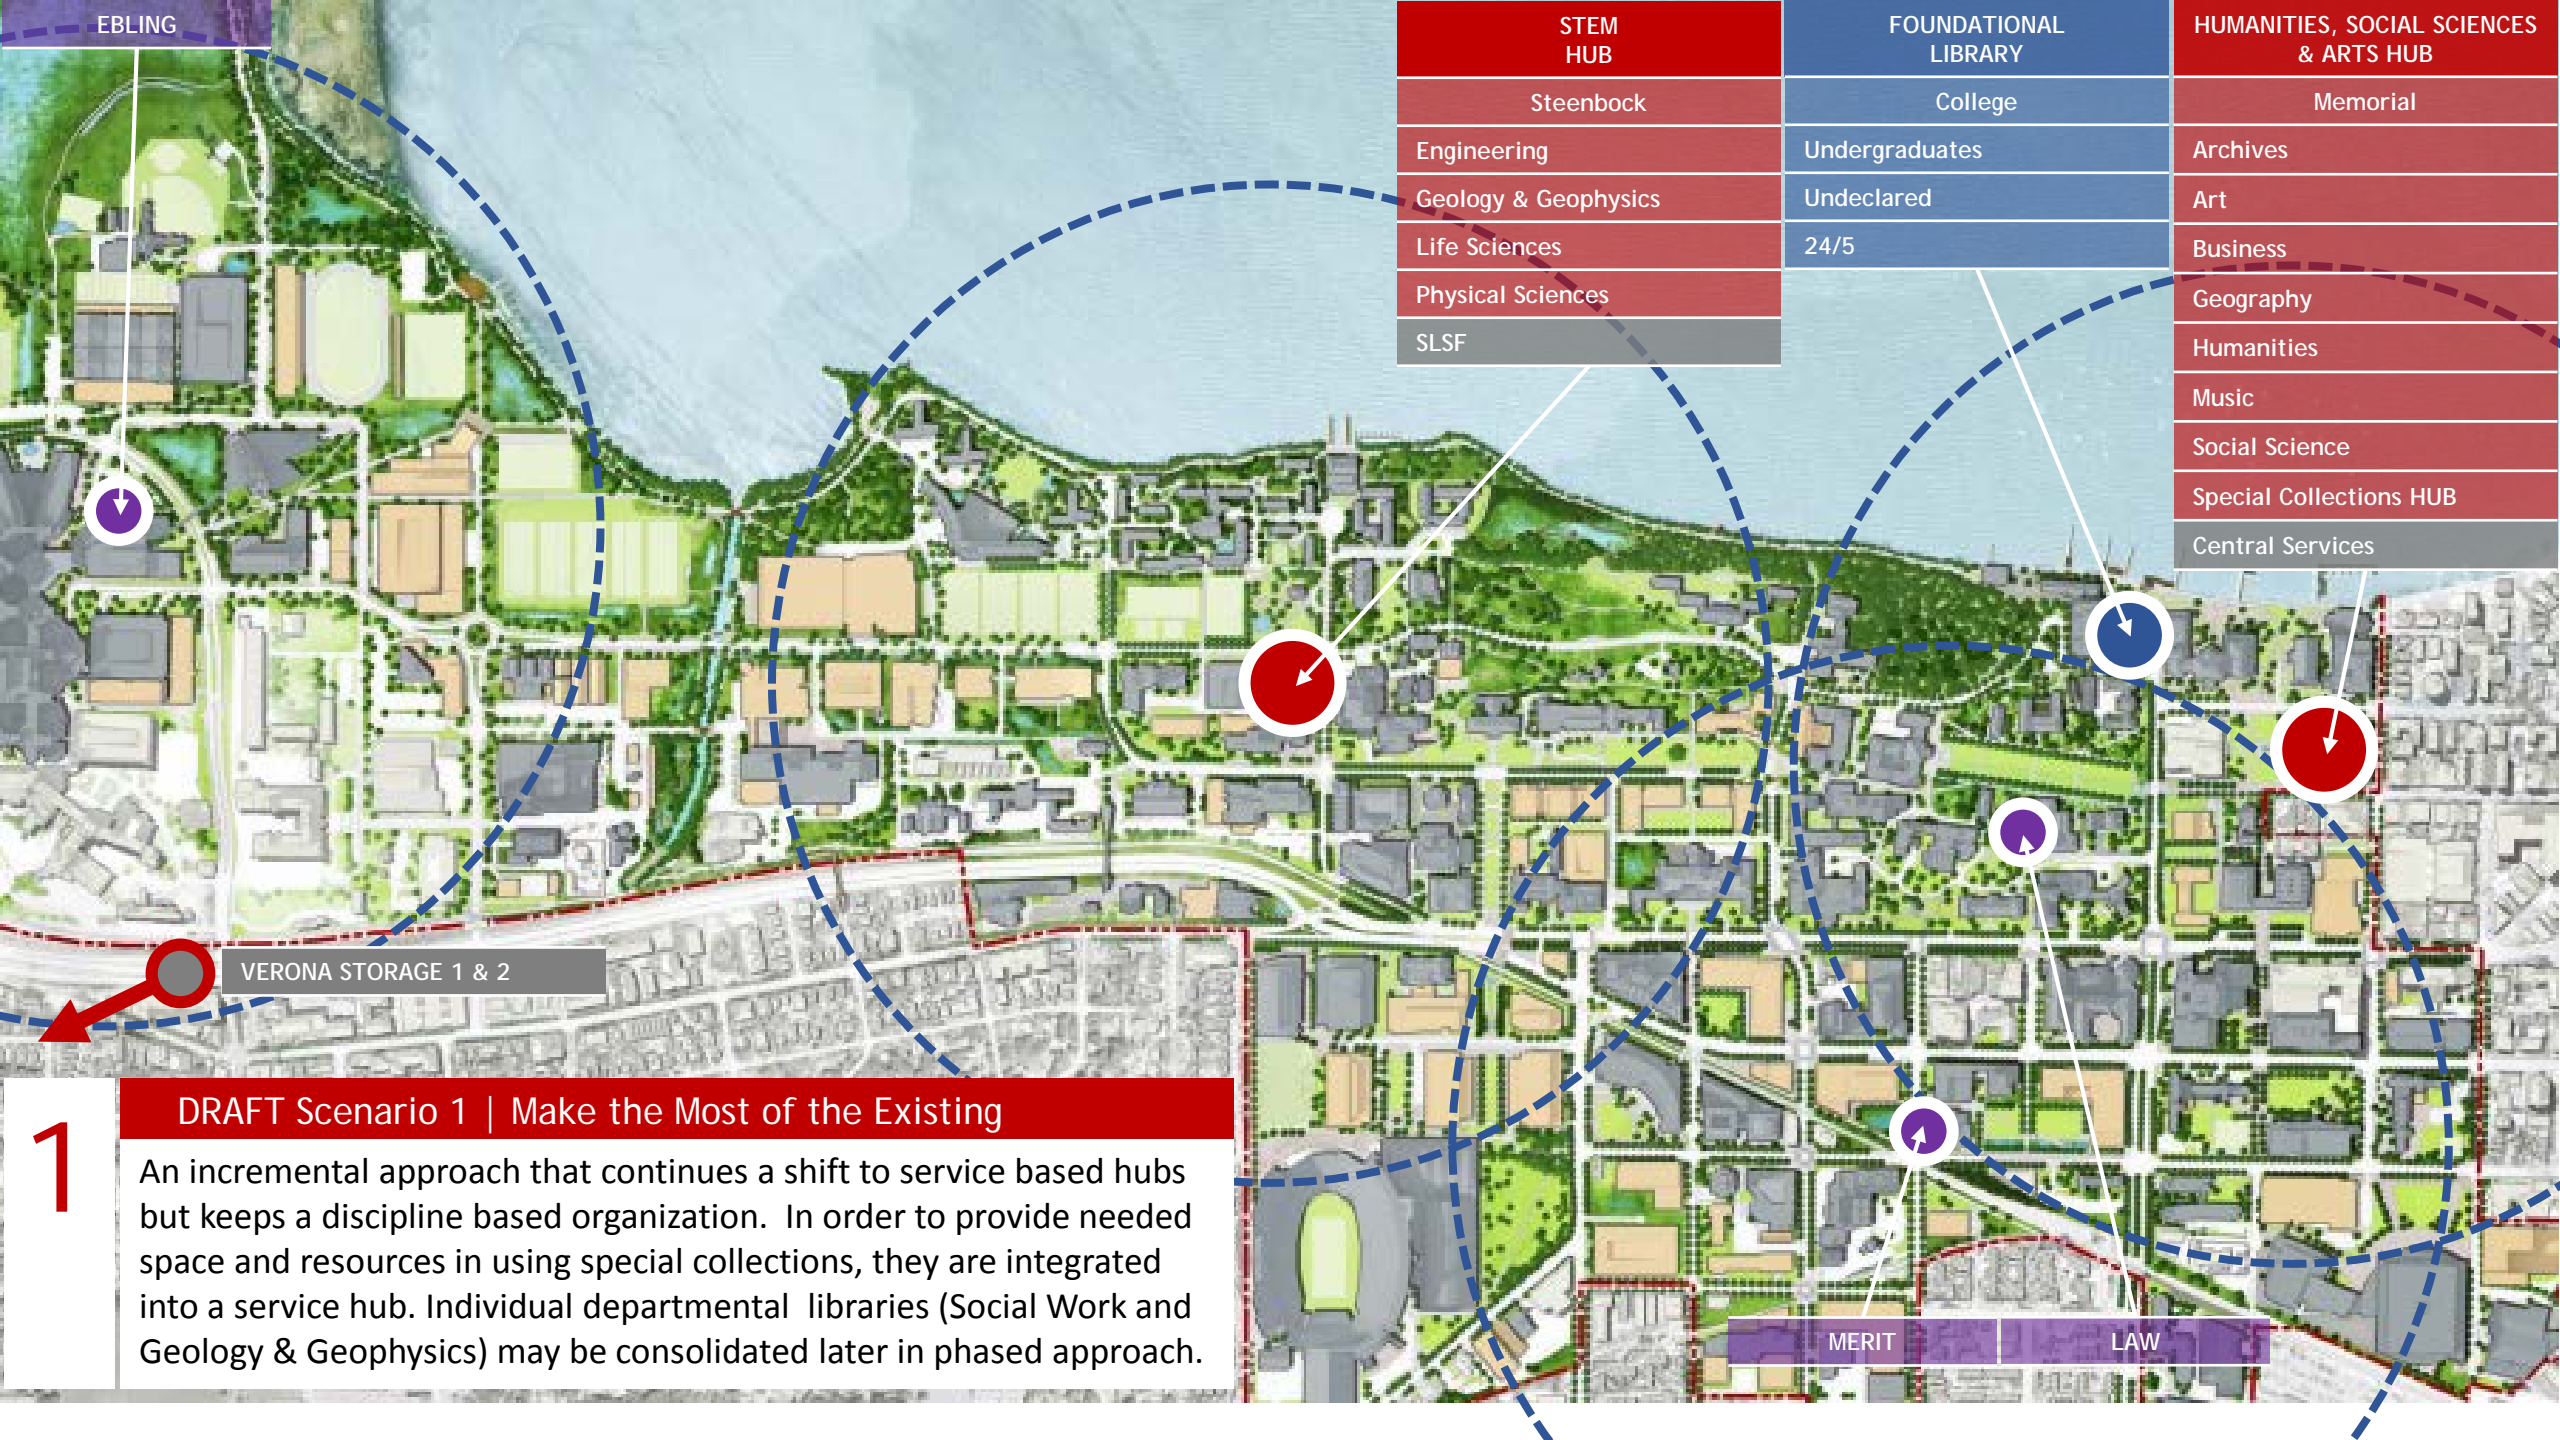 EBLING
STEM
HUB
Steenbock
Engineering
Geology & Geophysics
Life Sciences
Physical Sciences
SLSF
FOUNDATIONAL
LIBRARY
College
Undergraduates
Undeclared
24/5
HUMANITIES, SOCIAL SCIENCES
& ARTS HUB
Memorial
Archives
Art
Business
Geography
Humanities
Music
Social Science
Special Collections HUB
Central Services
VERONA STORAGE 1 & 2
1
DRAFT Scenario 1 | Make the Most of the Existing
An incremental approach that continues a shift to service based hubs
but keeps a discipline based organization.  In order to provide needed
space and resources in using special collections, they are integrated
into a service hub. Individual departmental  libraries (Social Work and
Geology & Geophysics) may be consolidated later in phased approach.
MERIT
LAW